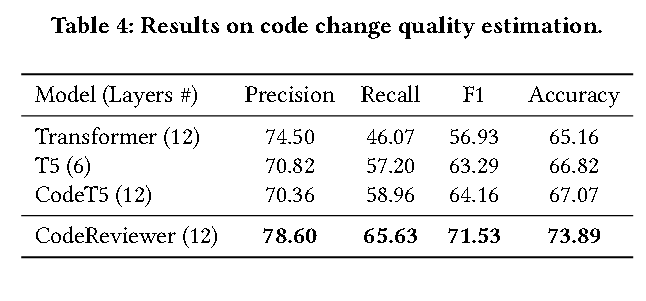 Table 4: Results on code change quality estimation.
Model (Layers #) Precision Recall F1 Accuracy
Transformer (12) 74.50 46.07 56.93 65.16
T5 (6) 70.82 57.20 63.29 66.82
CodeT5 (12) 70.36 58.96 64.16 67.07
CodeReviewer (12) 78.60 65.63 71.53 73.89